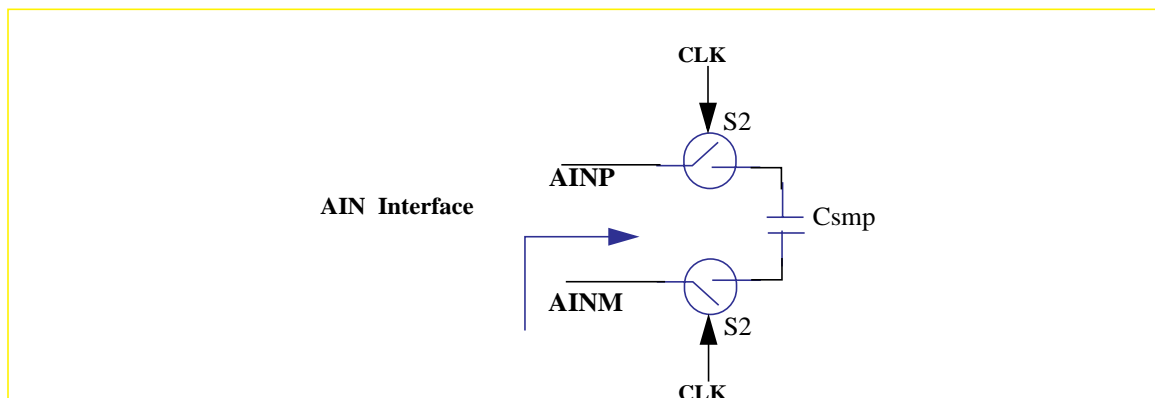 CLK
S2
AINP
AIN Interface
Csmp
AINM
S2
CLK